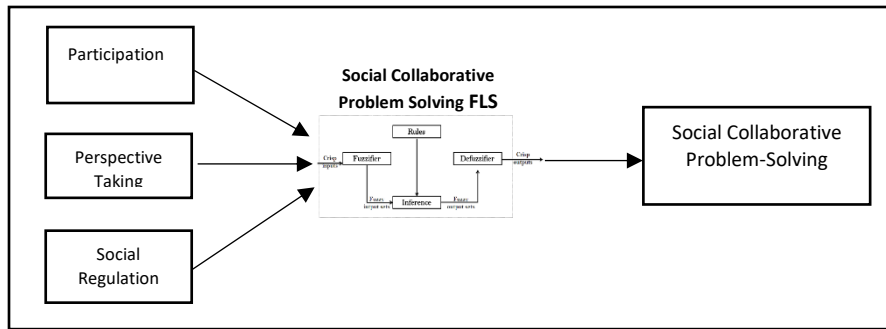 Participation
Social Collaborative
Problem Solving FLS
Rules
Crisp
inputs
Fuzzifier
Defuzzifier
Crisp
outputs
Fuzzy
input sets
Inference
Fuzzy
output sets
Perspective
Taking
Social
Regulation
Social Collaborative
Problem-Solving